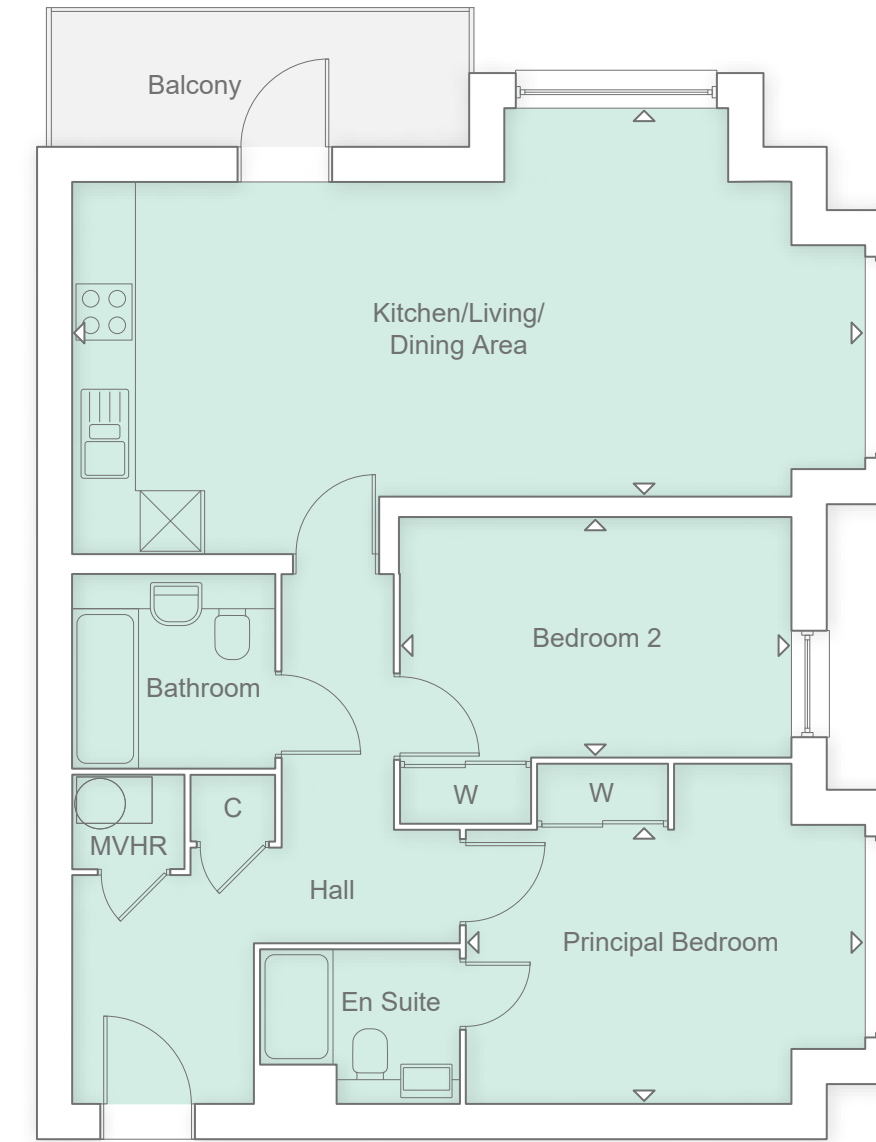 Balcony
Kitchen/Living/
Dining Area
Bedroom 2
Bathroom
W
W
C
MVHR
Hall
Principal Bedroom
En Suite